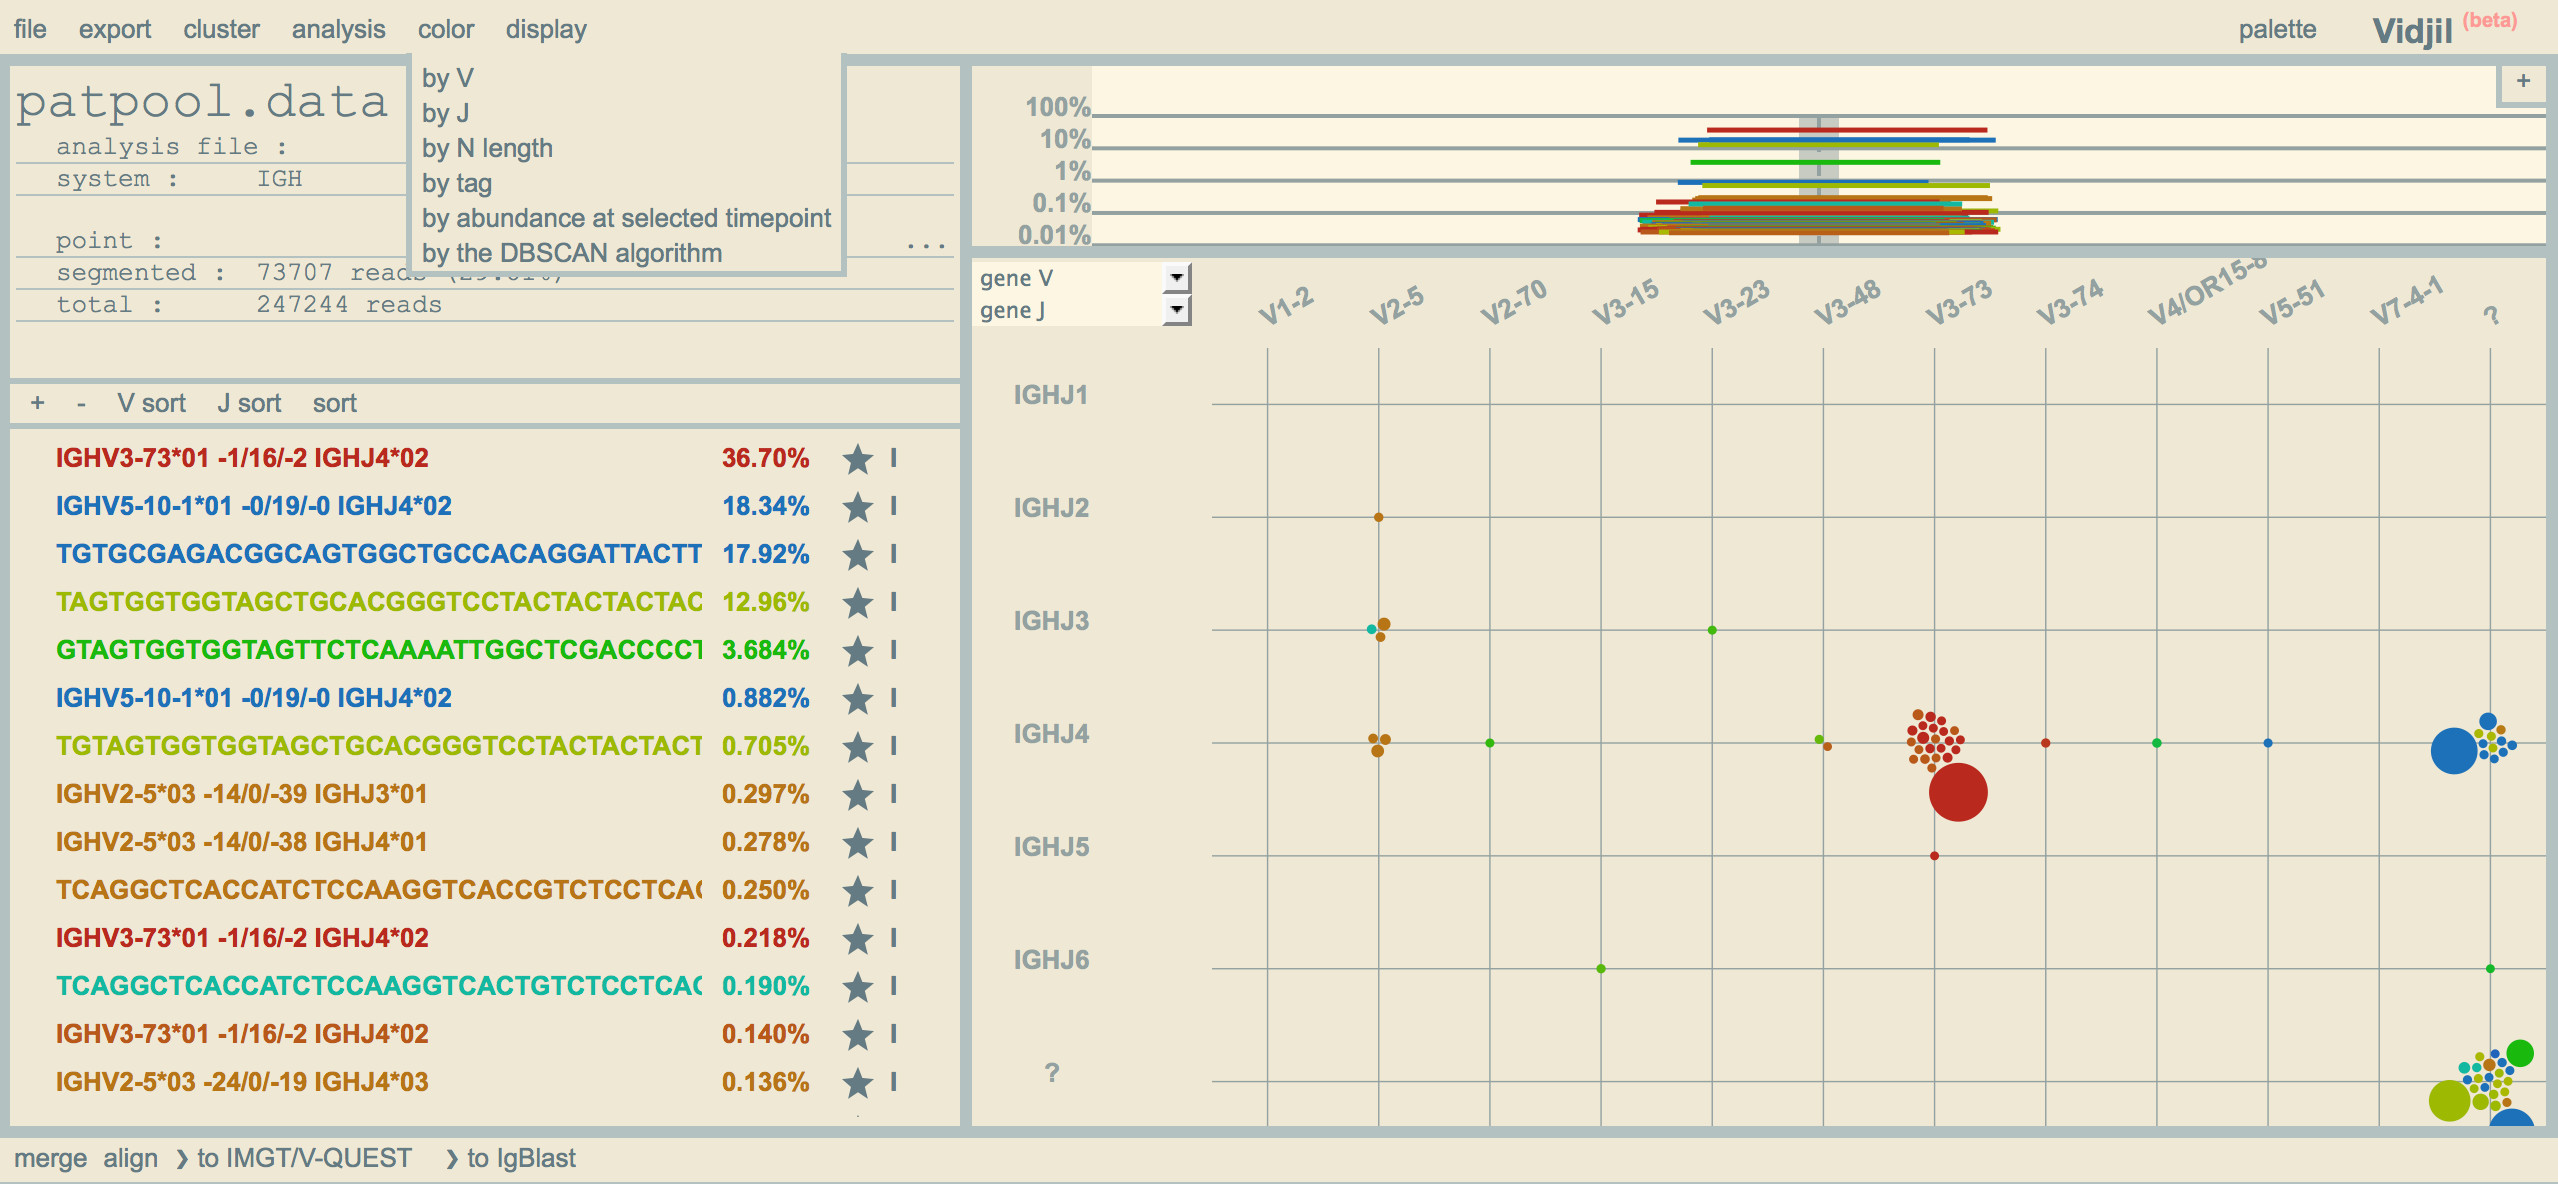 file export cluster analysis color display palette Vidjil (beta)
by V
by J
by N length
by tag
by abundance at selected timepoint
by the DBSCAN algorithm
patpool.data
analysis file :
system : IGH
point : ...
segmented : 73707 reads
total : 247244 reads
+ - V sort J sort sort
IGHV3-73*01 -1/16/-2 IGHJ4*02 36.70% I
IGHV5-10-1*01 -0/19/-0 IGHJ4*02 18.34% I
TGTGCGAGACGGCAGTGGCTGCCACAGGATTACTT 17.92% I
TAGTGGTGGTAGCTGCACGGGTCCTACTACTACTAC 12.96% I
GTAGTGGTGGTAGTTCTCAAAATTGGCTCGACCCCT 3.684% I
IGHV5-10-1*01 -0/19/-0 IGHJ4*02 0.882% I
TGTAGTGGTGGTAGCTGCACGGGTCCTACTACTACT 0.705% I
IGHV2-5*03 -14/0/-39 IGHJ3*01 0.297% I
IGHV2-5*03 -14/0/-38 IGHJ4*01 0.278% I
TCAGGCTCACCATCTCCAAGGTCACCGTCTCCTCAC 0.250% I
IGHV3-73*01 -1/16/-2 IGHJ4*02 0.218% I
TCAGGCTCACCATCTCCAAGGTCACTGTCTCCTCAC 0.190% I
IGHV3-73*01 -1/16/-2 IGHJ4*02 0.140% I
IGHV2-5*03 -24/0/-19 IGHJ4*03 0.136% I
+
100%
10%
1%
0.1%
0.01%
gene V
gene J
V1-2 V2-5 V2-70 V3-15 V3-23 V3-48 V3-73 V3-74 V4/OR15-8 V5-51 V7-4-1 ?
IGHJ1
IGHJ2
IGHJ3
IGHJ4
IGHJ5
IGHJ6
?
merge align ❯ to IMGT/V-QUEST ❯ to IgBlast